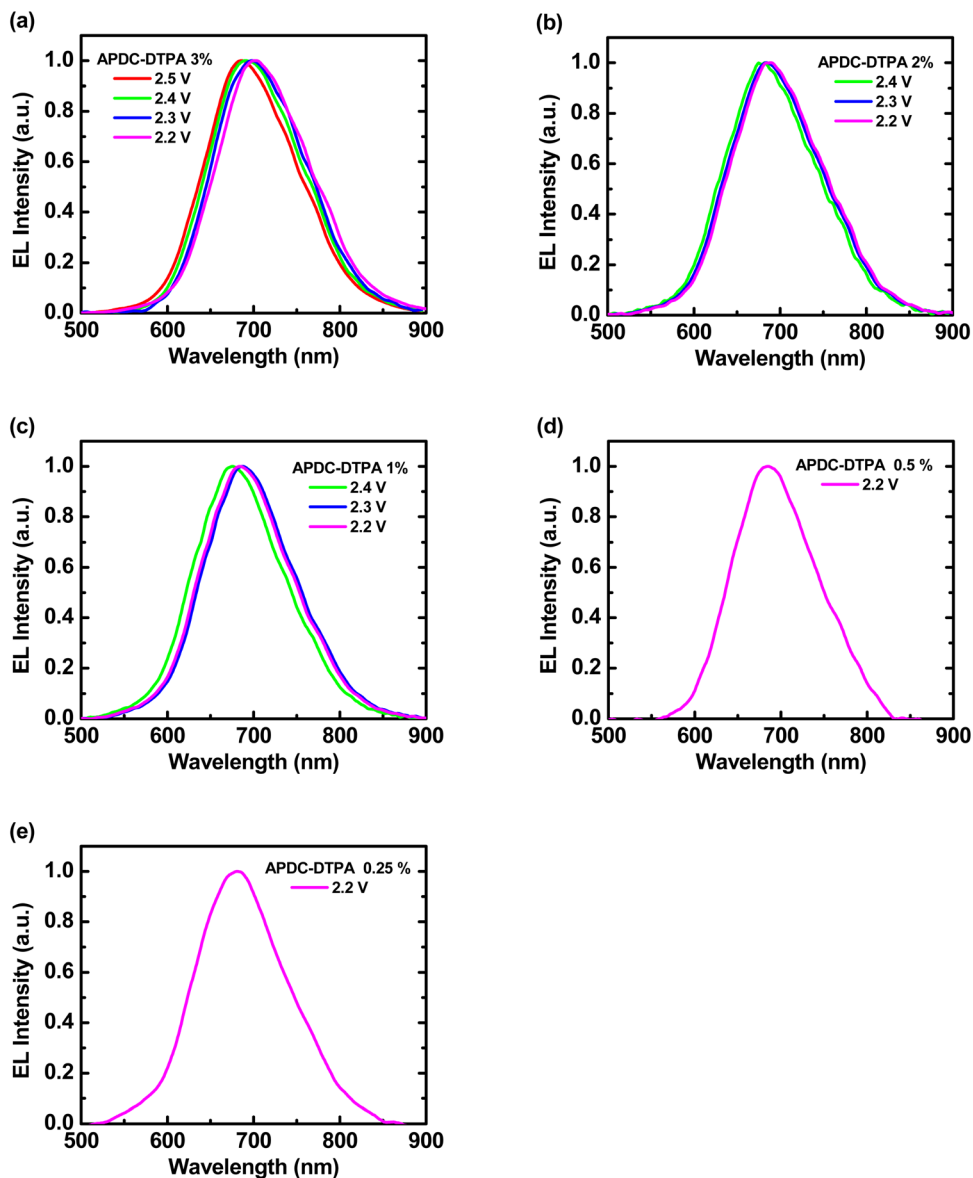 (a)
APDC-DTPA 3%
2.5 V
2.4 V
2.3 V
2.2 V
EL Intensity (a.u.)
1.0
0.8
0.6
0.4
0.2
0.0
500 600 700 800 900
Wavelength (nm)
(b)
APDC-DTPA 2%
2.4 V
2.3 V
2.2 V
EL Intensity (a.u.)
1.0
0.8
0.6
0.4
0.2
0.0
500 600 700 800 900
Wavelength (nm)
(c)
APDC-DTPA 1%
2.4 V
2.3 V
2.2 V
EL Intensity (a.u.)
1.0
0.8
0.6
0.4
0.2
0.0
500 600 700 800 900
Wavelength (nm)
(d)
APDC-DTPA 0.5 %
2.2 V
EL Intensity (a.u.)
1.0
0.8
0.6
0.4
0.2
0.0
500 600 700 800 900
Wavelength (nm)
(e)
APDC-DTPA 0.25 %
2.2 V
EL Intensity (a.u.)
1.0
0.8
0.6
0.4
0.2
0.0
500 600 700 800 900
Wavelength (nm)